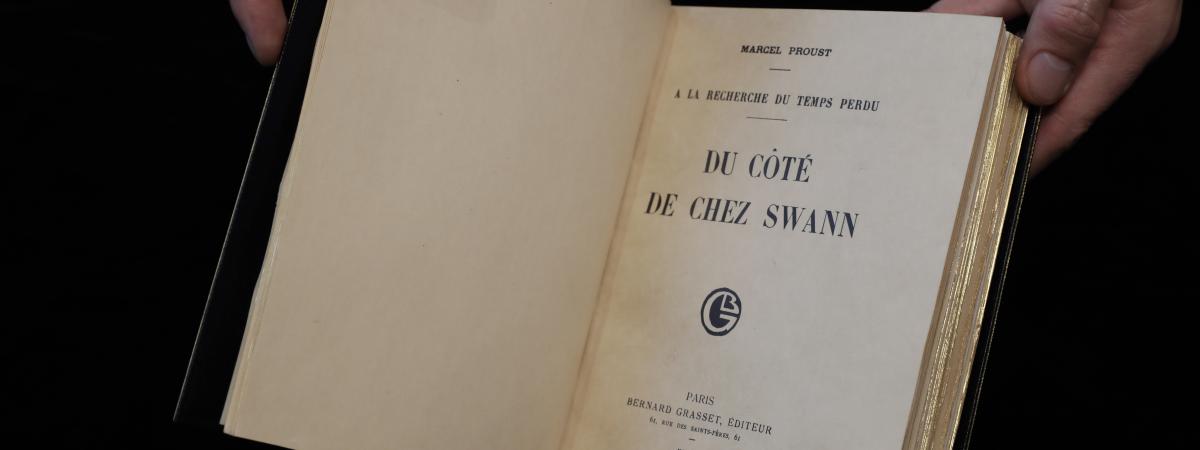 MARCEL PROUST
A LA RECHERCHE DU TEMPS PERDU
DU CÔTÉ
DE CHEZ SWANN
BG
PARIS
BERNARD GRASSET, ÉDITEUR
61, RUE DES SAINTS-PÈRES, 61